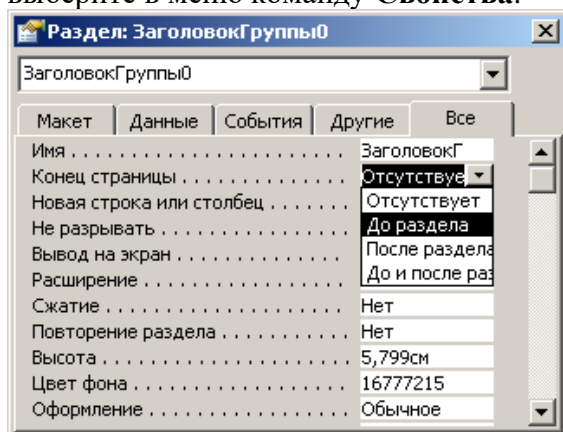 выберите в меню команду Свойства.
Раздел: ЗаголовокГруппы0
ЗаголовокГруппы0
Макет Данные События Другие Все
Имя . . . . . . . . . . . . . . . . . . . . . . . ЗаголовокГ
Конец страницы . . . . . . . . . . . . . . Отсутствуе
Новая строка или столбец . . . . . . . Отсутствует
Не разрывать . . . . . . . . . . . . . . . . До раздела
Вывод на экран . . . . . . . . . . . . . . После раздела
Расширение . . . . . . . . . . . . . . . . . До и после раз
Сжатие . . . . . . . . . . . . . . . . . . . . Нет
Повторение раздела . . . . . . . . . . . Нет
Высота . . . . . . . . . . . . . . . . . . . . 5,799см
Цвет фона . . . . . . . . . . . . . . . . . . 16777215
Оформление . . . . . . . . . . . . . . . . . Обычное